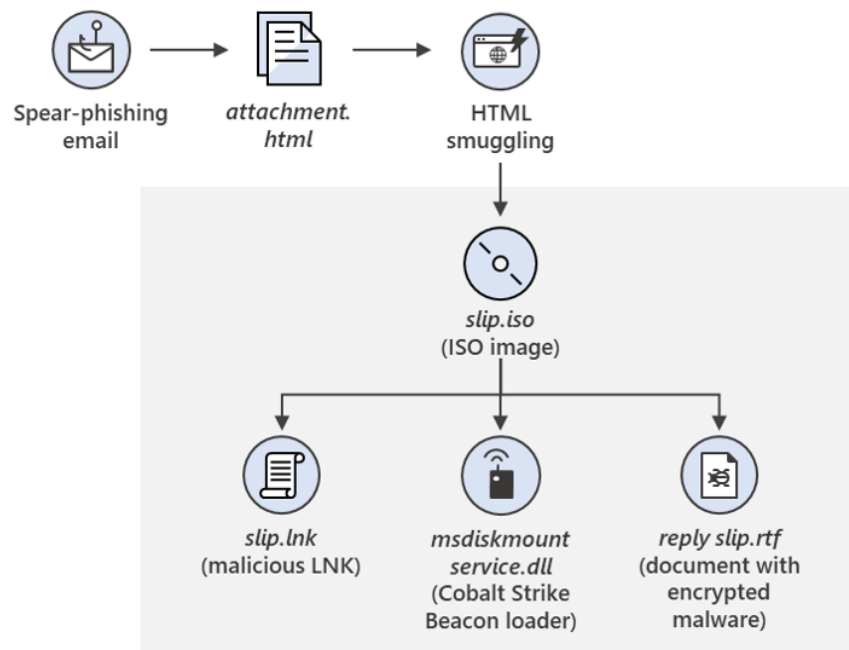 Spear-phishing
email
attachment.
html
HTML
smuggling
slip.iso
(ISO image)
slip.lnk
(malicious LNK)
msdiskmount
service.dll
(Cobalt Strike
Beacon loader)
reply slip.rtf
(document with
encrypted
malware)